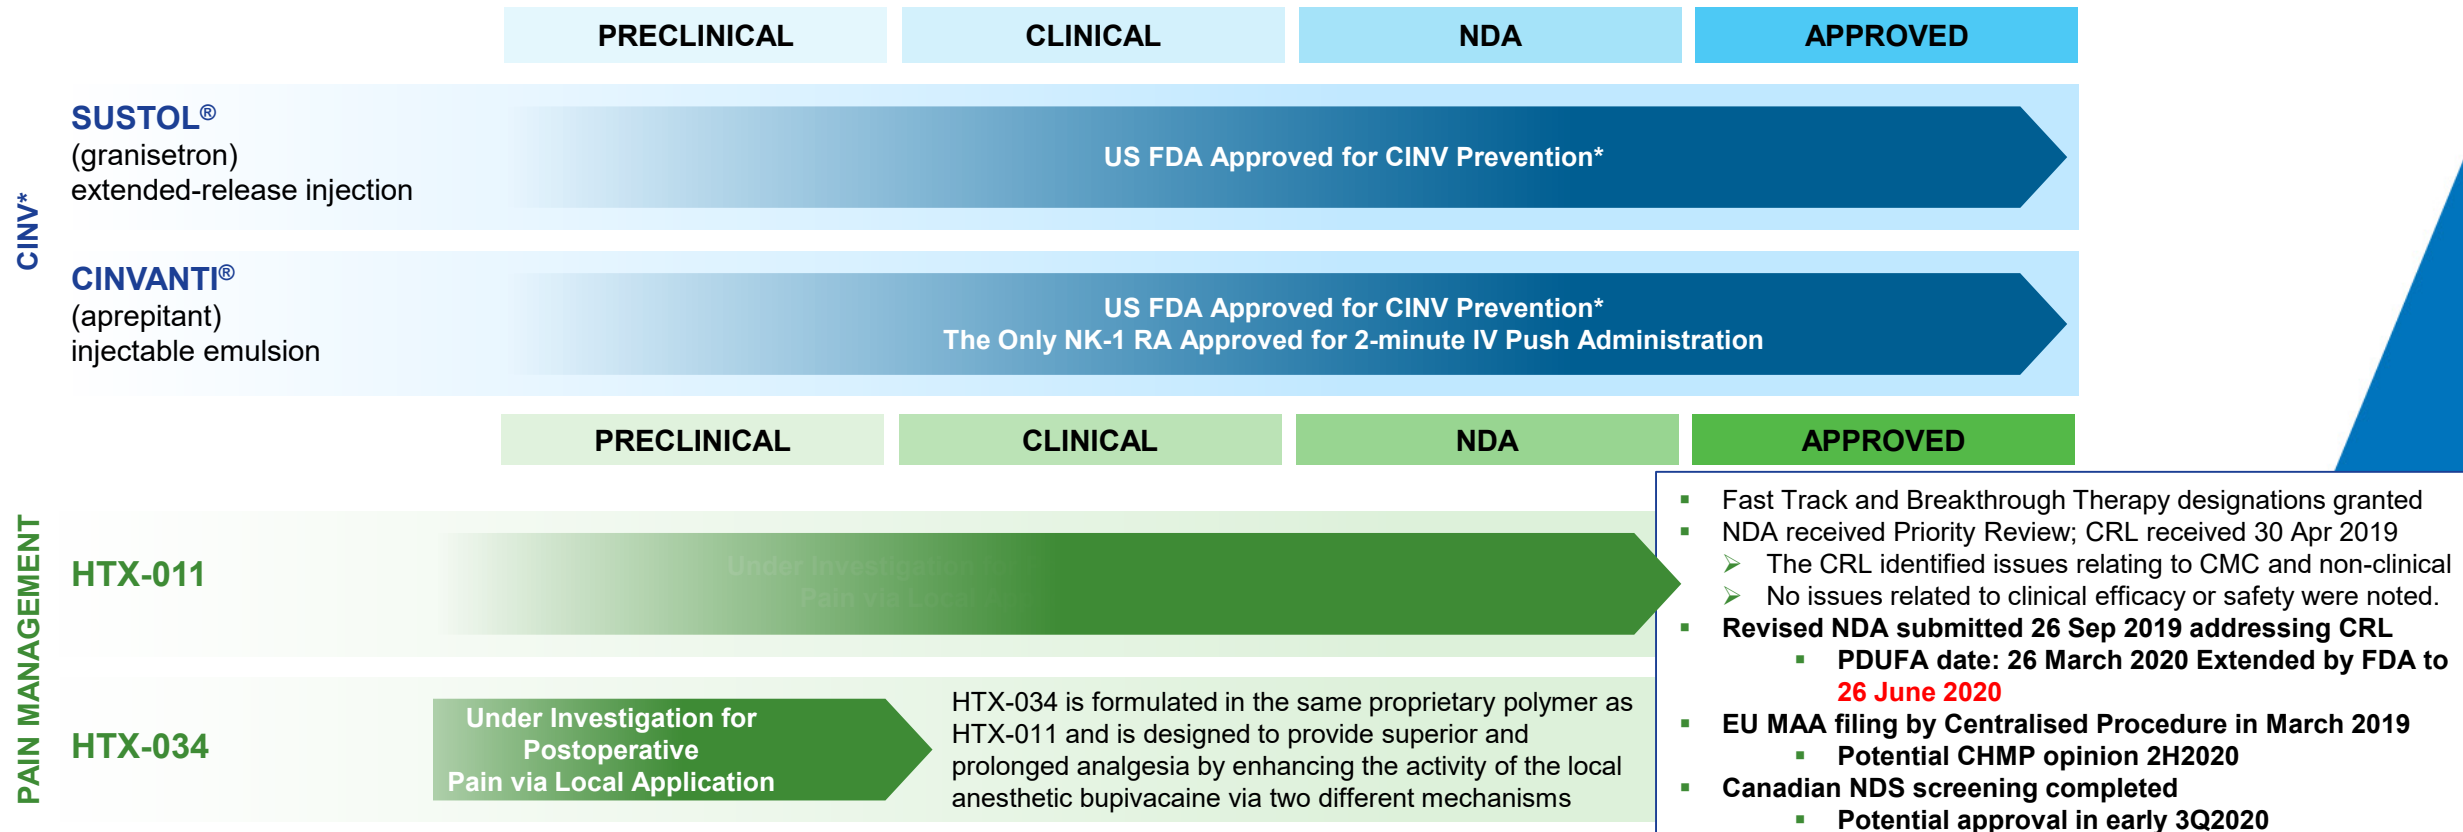 PRECLINICAL CLINICAL NDA APPROVED
CINV*
SUSTOL®
(granisetron)
extended-release injection
US FDA Approved for CINV Prevention*
CINVANTI®
(aprepitant)
injectable emulsion
US FDA Approved for CINV Prevention*
The Only NK-1 RA Approved for 2-minute IV Push Administration
PRECLINICAL CLINICAL NDA APPROVED
PAIN MANAGEMENT
HTX-011
Under Investigation
Pain via Local
▪ Fast Track and Breakthrough Therapy designations granted
▪ NDA received Priority Review; CRL received 30 Apr 2019
➢ The CRL identified issues relating to CMC and non-clinical
➢ No issues related to clinical efficacy or safety were noted.
▪ Revised NDA submitted 26 Sep 2019 addressing CRL
▪ PDUFA date: 26 March 2020 Extended by FDA to
26 June 2020
▪ EU MAA filing by Centralised Procedure in March 2019
▪ Potential CHMP opinion 2H2020
▪ Canadian NDS screening completed
▪ Potential approval in early 3Q2020
HTX-034
Under Investigation for
Postoperative
Pain via Local Application
HTX-034 is formulated in the same proprietary polymer as
HTX-011 and is designed to provide superior and
prolonged analgesia by enhancing the activity of the local
anesthetic bupivacaine via two different mechanisms